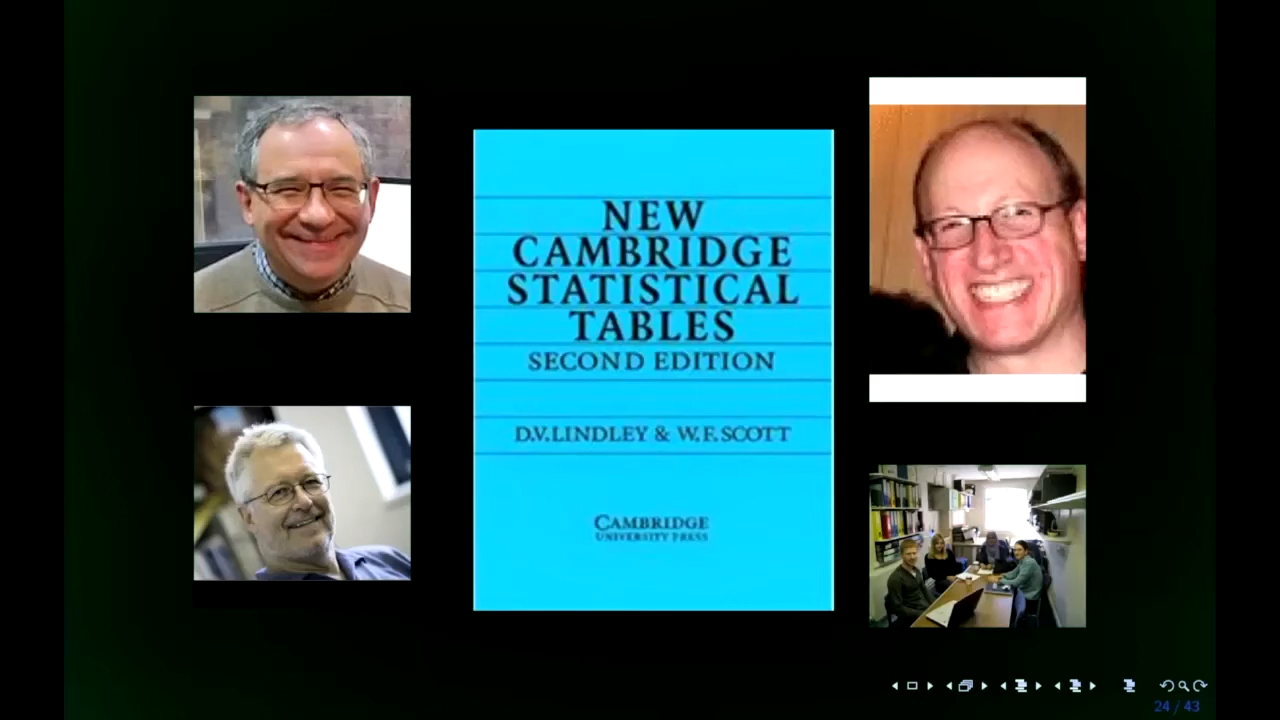 NEW
CAMBRIDGE
STATISTICAL
TABLES
SECOND EDITION
D.V.LINDLEY & W.F.SCOTT
CAMBRIDGE
UNIVERSITY PRESS
24 / 43